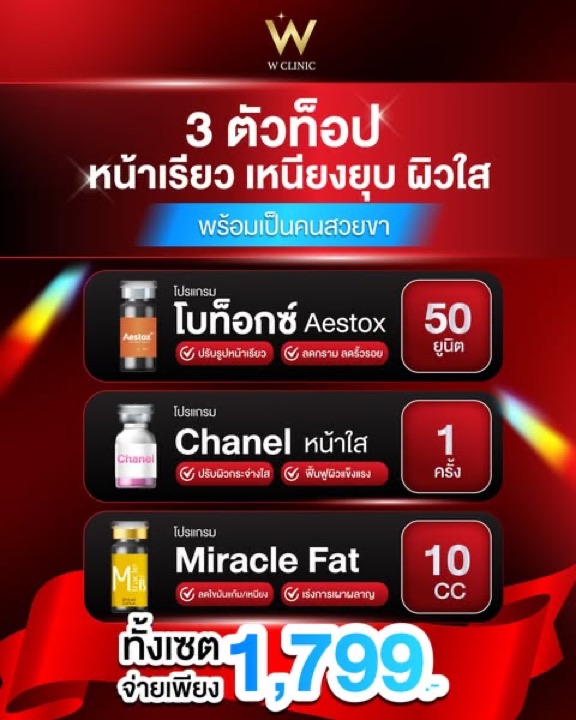 W CLINIC
3 ตัวท็อป
หน้าเรียว เหนียงยุบ ผิวใส
พร้อมเป็นคนสวยขา
โปรแกรม
โบท็อกซ์ Aestox
ปรับรูปหน้าเรียว
ลดกราม ลดริ้วรอย
50
ยูนิต
Aestox
โปรแกรม
Chanel หน้าใส
ปรับผิวกระจ่างใส
ฟื้นฟูผิวแข็งแรง
1
ครั้ง
Chanel
โปรแกรม
Miracle Fat
ลดไขมันแก้ม/เหนียง
เร่งการเผาผลาญ
10
CC
ทั้งเซต
จ่ายเพียง
1,799.-